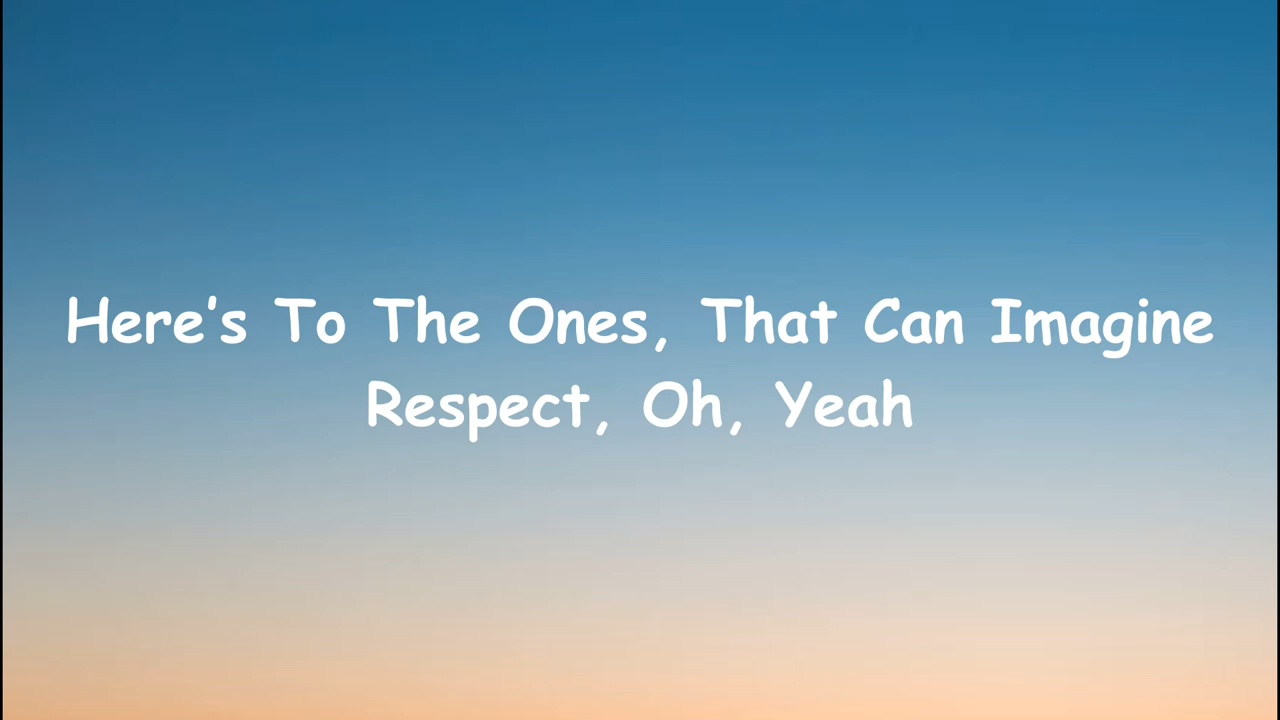 Here's To The Ones, That Can Imagine
Respect, Oh, Yeah